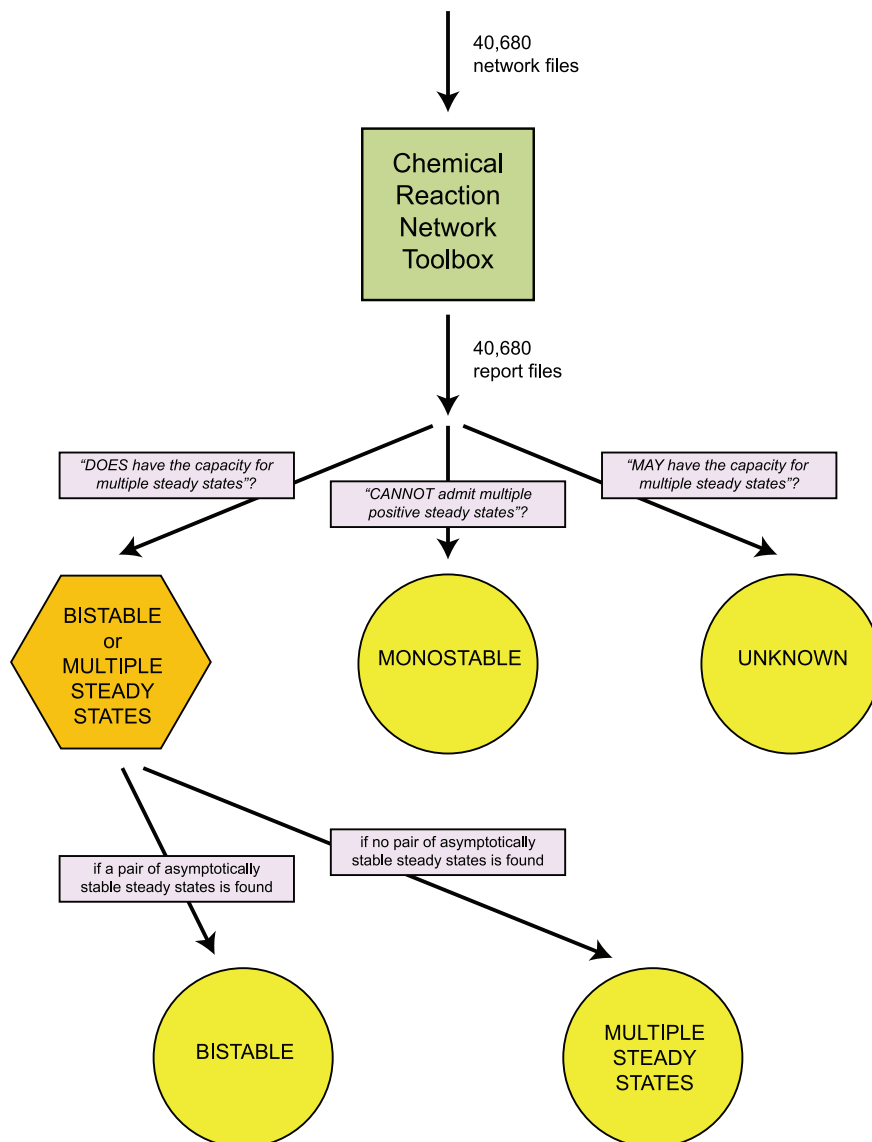 40,680
network files
Chemical
Reaction
Network
Toolbox
40,680
report files
“DOES have the capacity for
multiple steady states”?
“CANNOT admit multiple
positive steady states”?
“MAY have the capacity for
multiple steady states”?
BISTABLE
or
MULTIPLE
STEADY
STATES
MONOSTABLE
UNKNOWN
if a pair of asymptotically
stable steady states is found
if no pair of asymptotically
stable steady states is found
BISTABLE
MULTIPLE
STEADY
STATES